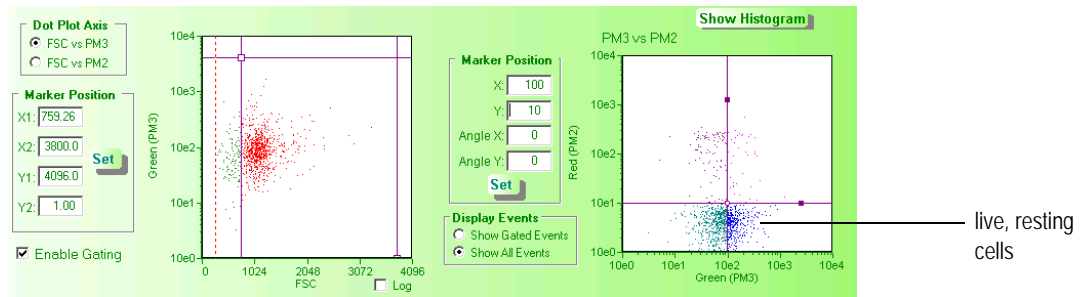 Dot Plot Axis
FSC vs PM3
FSC vs PM2
Marker Position
X1: 759.26
X2: 3800.0
Y1: 4096.0
Y2: 1.00
Set
Enable Gating
Green (PM3)
10e4
10e3
10e2
10e1
10e0
0 1024 2048 3072 4096
FSC
Log
Marker Position
X: 100
Y: 10
Angle X: 0
Angle Y: 0
Set
Display Events
Show Gated Events
Show All Events
Show Histogram
PM3 vs PM2
Red (PM2)
10e4
10e3
10e2
10e1
10e0
10e0 10e1 10e2 10e3 10e4
Green (PM3)
live, resting
cells